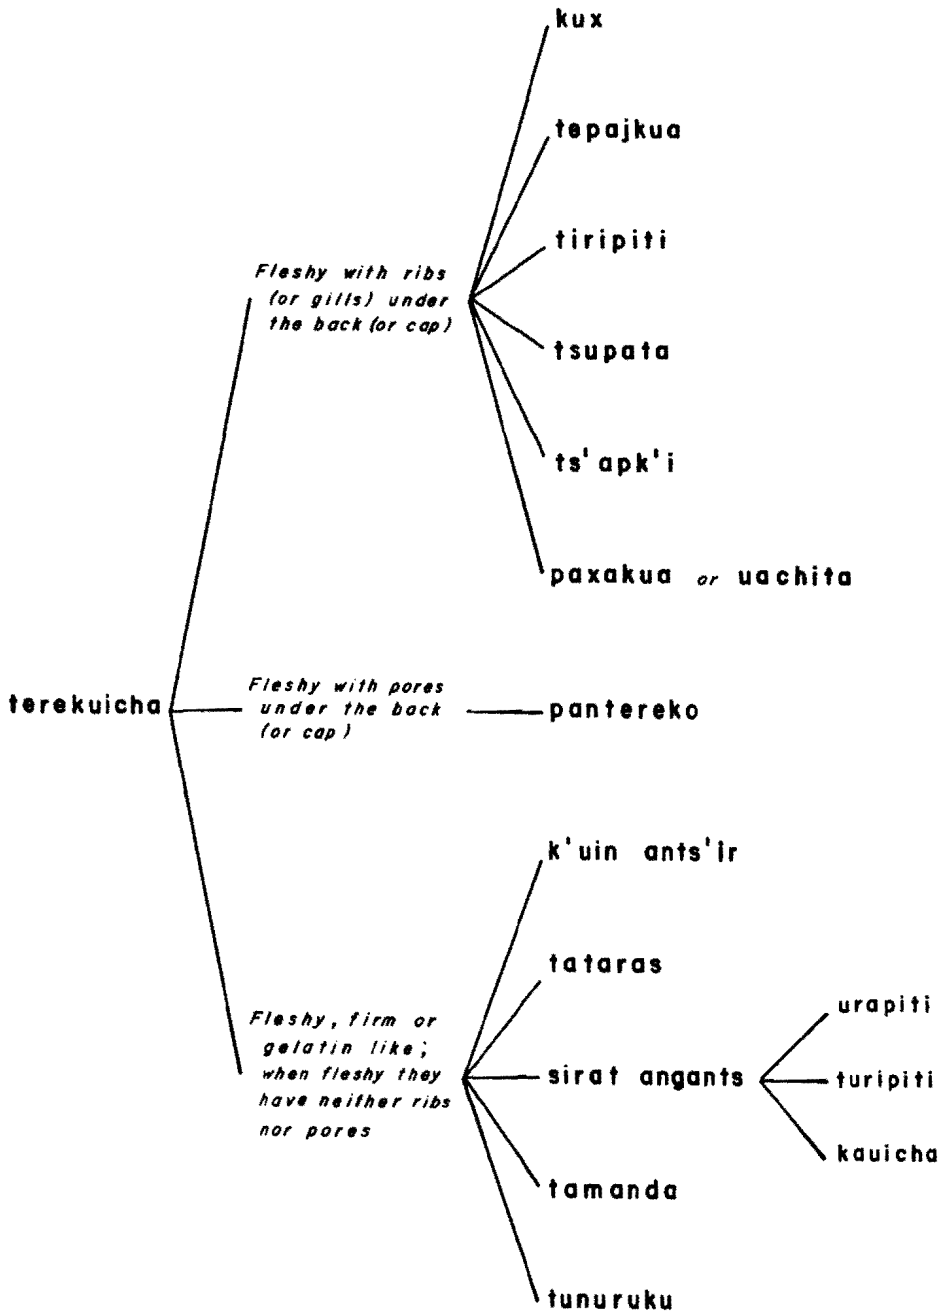 kux
tepajkua
tiripiti
Fleshy with ribs
(or gills) under
the back (or cap)
tsupata
ts'apk'i
paxakua or uachita
terekuicha
Fleshy with pores
under the back
(or cap)
pantereko
k'uin ants'ir
tataras
Fleshy, firm or
gelatin like;
when fleshy they
have neither ribs
nor pores
sirat angants
urapiti
turipiti
kauicha
tamanda
tunuruku